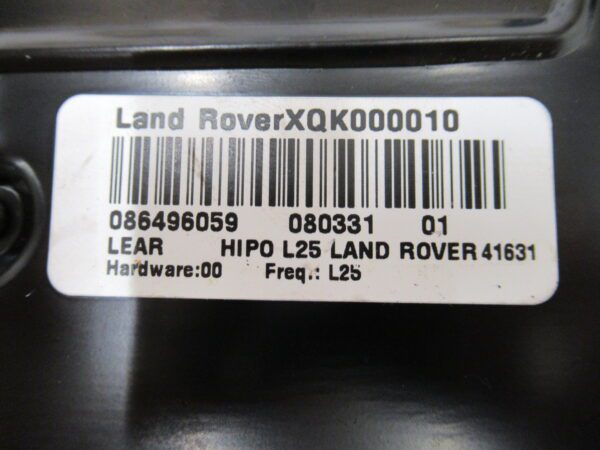 Land RoverXQK000010
086496059 080331 01
LEAR HIPO L25 LAND ROVER 41631
Hardware:00 Freq.: L25